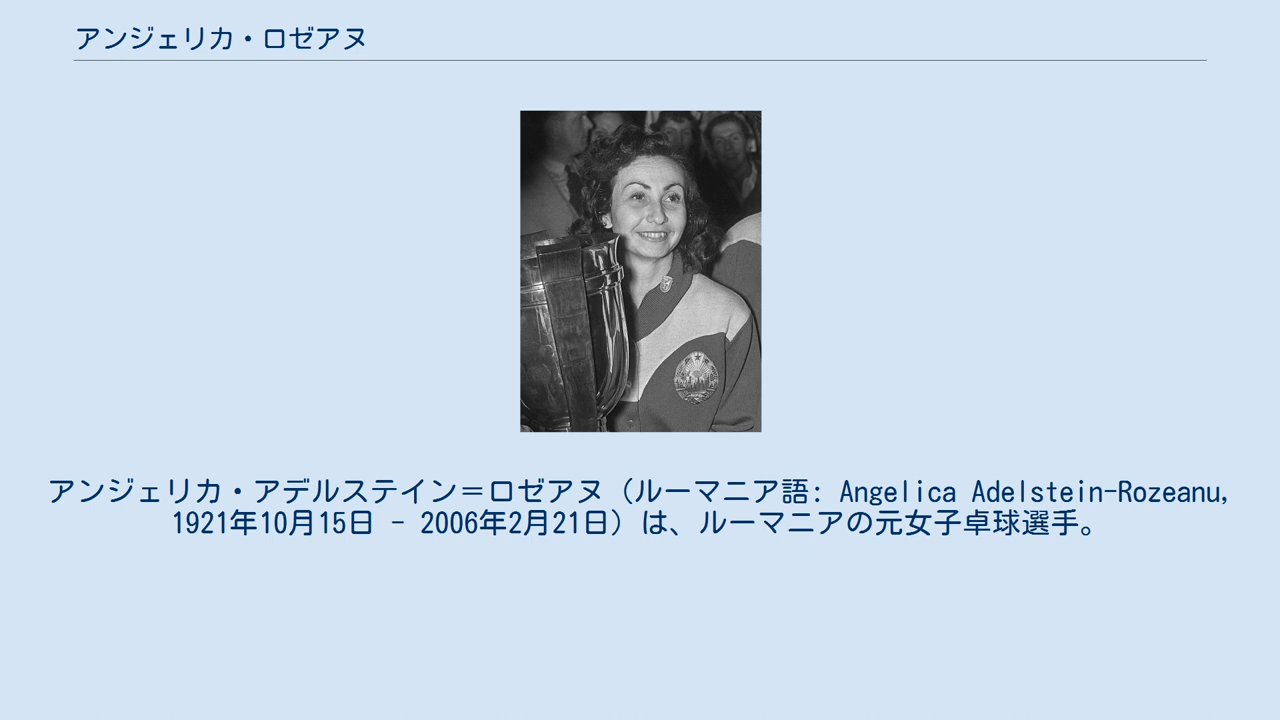 アンジェリカ・ロゼアヌ
アンジェリカ・アデルステイン＝ロゼアヌ（ルーマニア語: Angelica Adelstein-Rozeanu,
1921年10月15日 - 2006年2月21日）は、ルーマニアの元女子卓球選手。